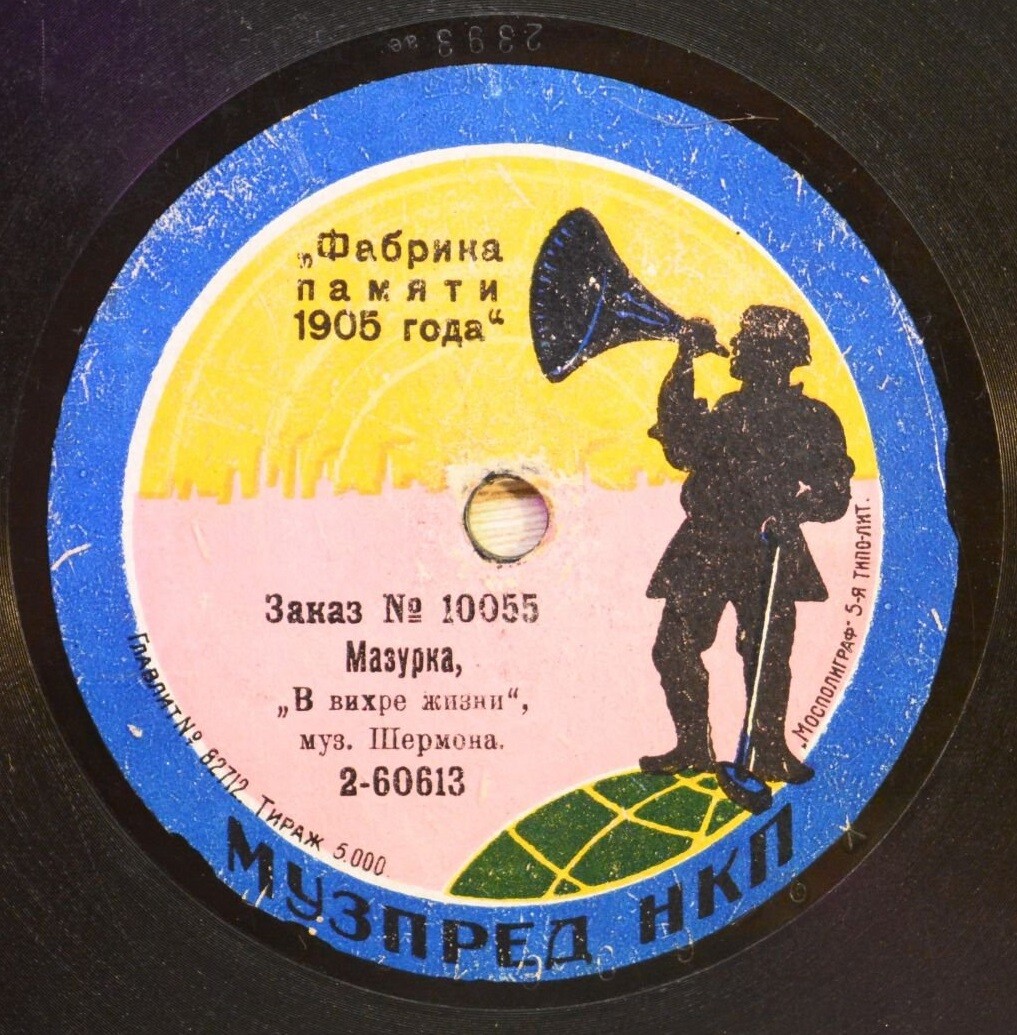 2393 ае
„Фабрика
памяти
1905 года“
Заказ № 10055
Мазурка,
„В вихре жизни“,
муз. Шермона.
2-60613
Главлит № 82712. Тираж 5.000.
„Мосполиграф“ 5-я типо-лит.
МУЗПРЕД НКП